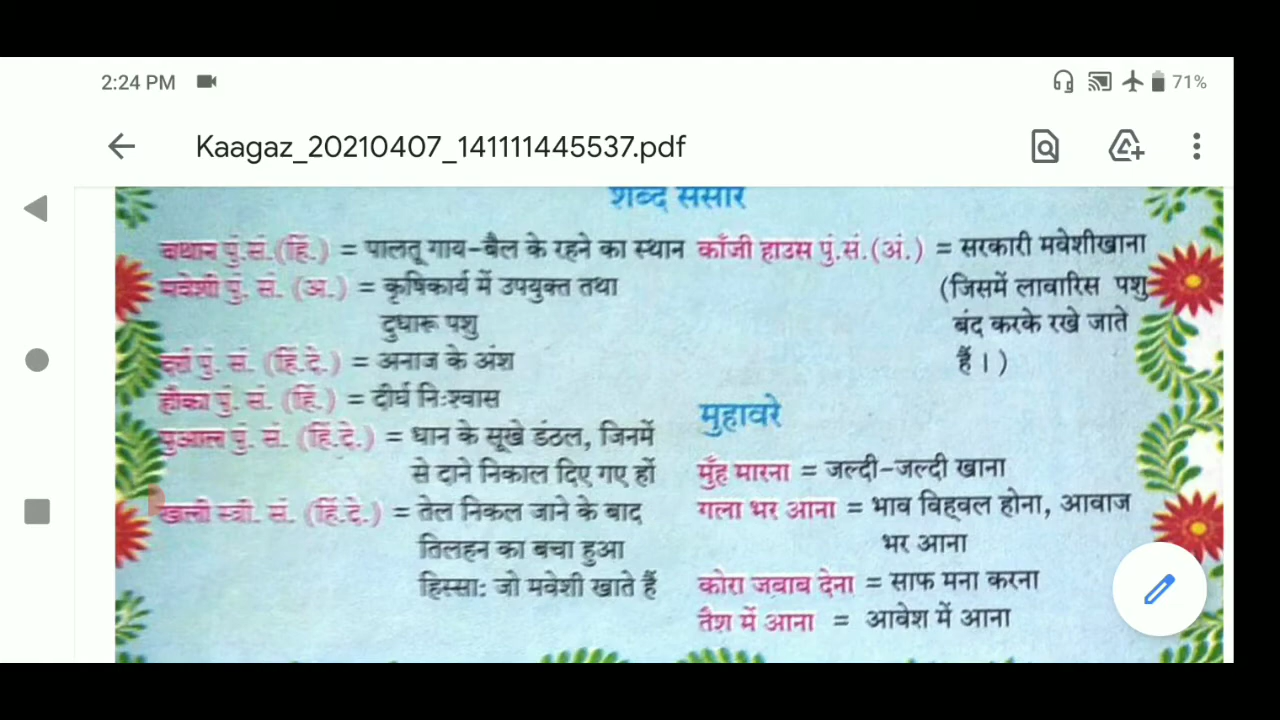 2:24 PM
71%
Kaagaz_20210407_141111445537.pdf
शब्द संसार
बथान पुं.सं.(हिं.) = पालतू गाय-बैल के रहने का स्थान
मवेशी पुं. सं. (अ.) = कृषिकार्य में उपयुक्त तथा
दुधारू पशु
दर्रा पुं. सं. (हिं.दे.) = अनाज के अंश
हौंका पुं. सं. (हिं.) = दीर्घ निःश्वास
पुआल पुं. सं. (हिं.दे.) = धान के सूखे डंठल, जिनमें
से दाने निकाल दिए गए हों
खली स्त्री. सं. (हिं.दे.) = तेल निकल जाने के बाद
तिलहन का बचा हुआ
हिस्सा: जो मवेशी खाते हैं
काँजी हाउस पुं.सं.(अं.) = सरकारी मवेशीखाना
(जिसमें लावारिस पशु
बंद करके रखे जाते
हैं । )
मुहावरे
मुँह मारना = जल्दी-जल्दी खाना
गला भर आना = भाव विह्वल होना, आवाज
भर आना
कोरा जवाब देना = साफ मना करना
तैश में आना = आवेश में आना